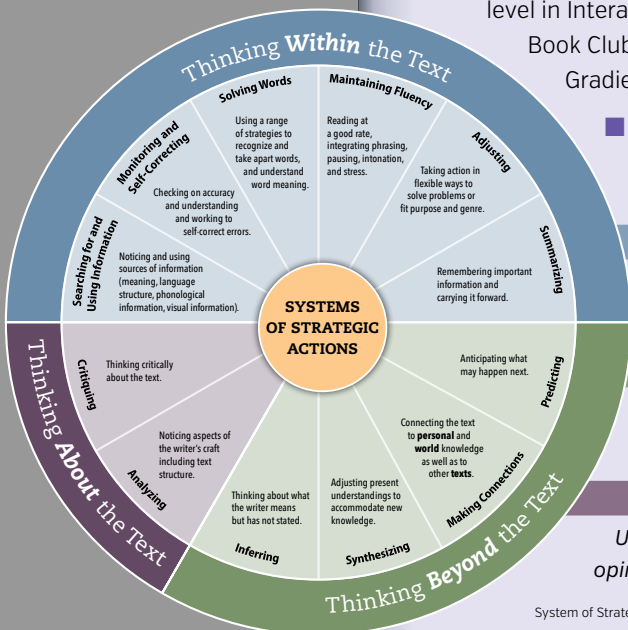 level in Intera
Book Club
Gradie
Thinking Within the Text
Solving Words
Using a range
of strategies to
recognize and
take apart words,
and understand
word meaning.
Maintaining Fluency
Reading at
a good rate,
integrating phrasing,
pausing, intonation,
and stress.
Adjusting
Taking action in
flexible ways to
solve problems or
fit purpose and genre.
Summarizing
Remembering important
information and
carrying it forward.
Monitoring and
Self-Correcting
Checking on accuracy
and understanding
and working to
self-correct errors.
Searching for and
Using Information
Noticing and using
sources of information
(meaning, language
structure, phonological
information, visual information).
SYSTEMS
OF STRATEGIC
ACTIONS
Thinking About the Text
Critiquing
Thinking critically
about the text.
Analyzing
Noticing aspects of
the writer's craft
including text
structure.
Thinking Beyond the Text
Predicting
Anticipating what
may happen next.
Making Connections
Connecting the text
to personal and
world knowledge
as well as to
other texts.
Synthesizing
Adjusting present
understandings to
accommodate new
knowledge.
Inferring
Thinking about what
the writer means
but has not stated.
U
opin
System of Strate